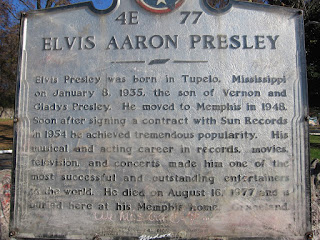 4E 77
ELVIS AARON PRESLEY
Elvis Presley was born in Tupelo, Mississippi
on January 8, 1935, the son of Vernon and
Gladys Presley. He moved to Memphis in 1948.
Soon after signing a contract with Sun Records
in 1954 he achieved tremendous popularity. His
musical and acting career in records, movies,
television, and concerts made him one of the
most successful and outstanding entertainers
in the world. He died on August 16, 1977 and is
buried here at his Memphis home, Graceland.